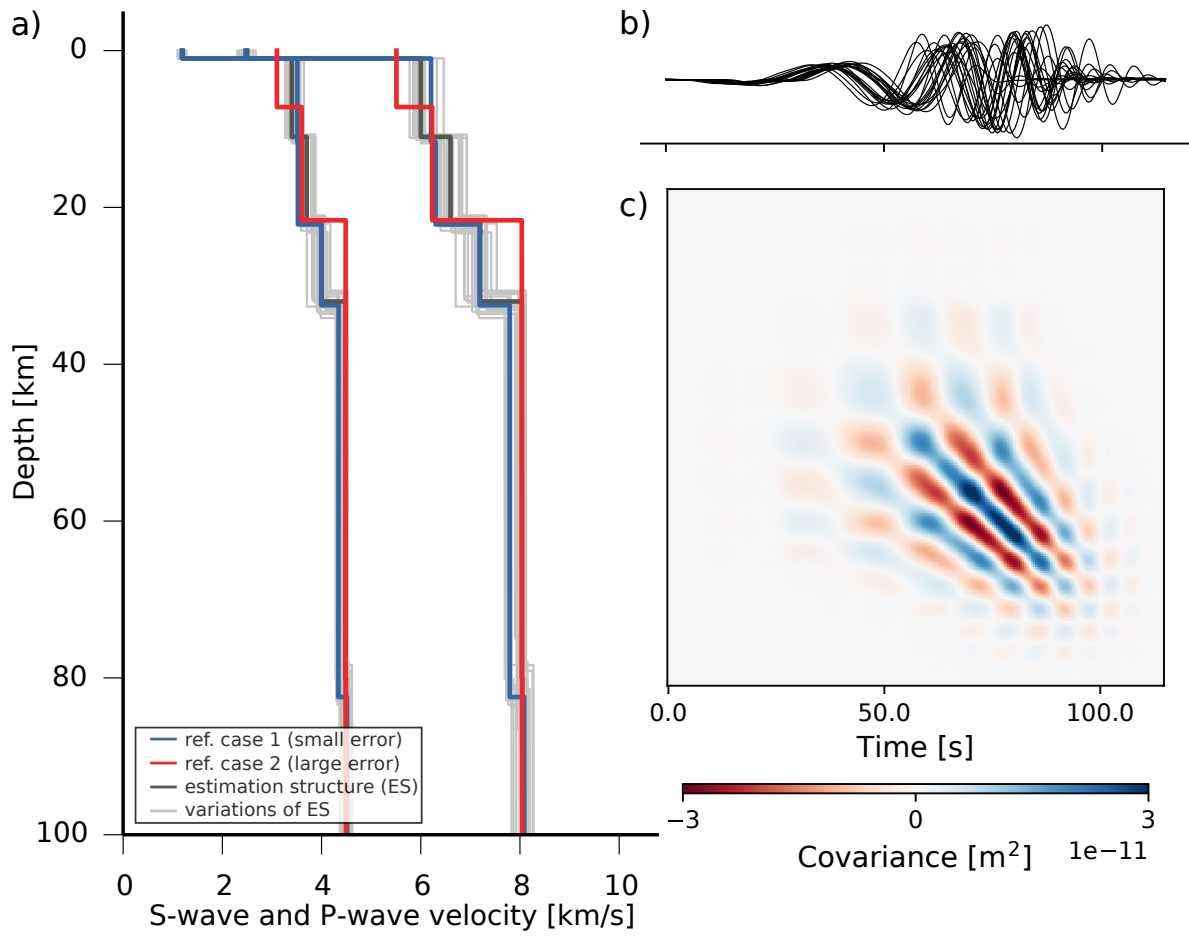 a)
0
20
40
60
80
100
Depth [km]
ref. case 1 (small error)
ref. case 2 (large error)
estimation structure (ES)
variations of ES
0 2 4 6 8 10
S-wave and P-wave velocity [km/s]
b)
c)
0.0 50.0 100.0
Time [s]
−3 0 3
1e−11
Covariance [m²]